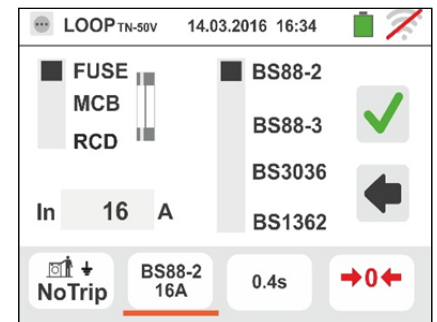 LOOP TN-50V 14.03.2016 16:34
FUSE
MCB
RCD
BS88-2
BS88-3
BS3036
BS1362
In 16 A
NoTrip
BS88-2
16A
0.4s
0